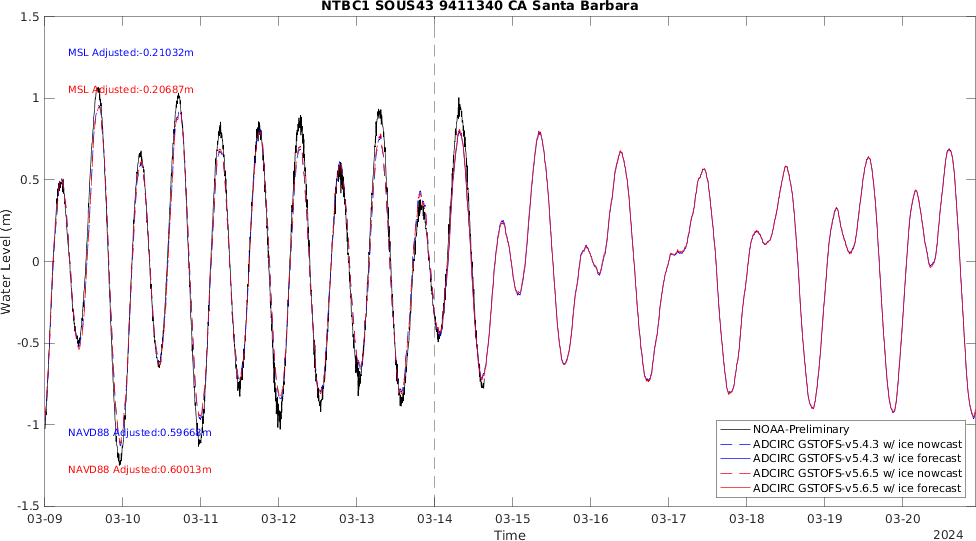 NTBC1 SOUS43 9411340 CA Santa Barbara
1.5
MSL Adjusted:-0.21032m
MSL Adjusted:-0.20687m
1
0.5
Water Level (m)
0
-0.5
-1
NAVD88 Adjusted:0.59668m
NAVD88 Adjusted:0.60013m
-1.5
NOAA-Preliminary
ADCIRC GSTOFS-v5.4.3 w/ ice nowcast
ADCIRC GSTOFS-v5.4.3 w/ ice forecast
ADCIRC GSTOFS-v5.6.5 w/ ice nowcast
ADCIRC GSTOFS-v5.6.5 w/ ice forecast
03-09 03-10 03-11 03-12 03-13 03-14 03-15 03-16 03-17 03-18 03-19 03-20
Time
2024